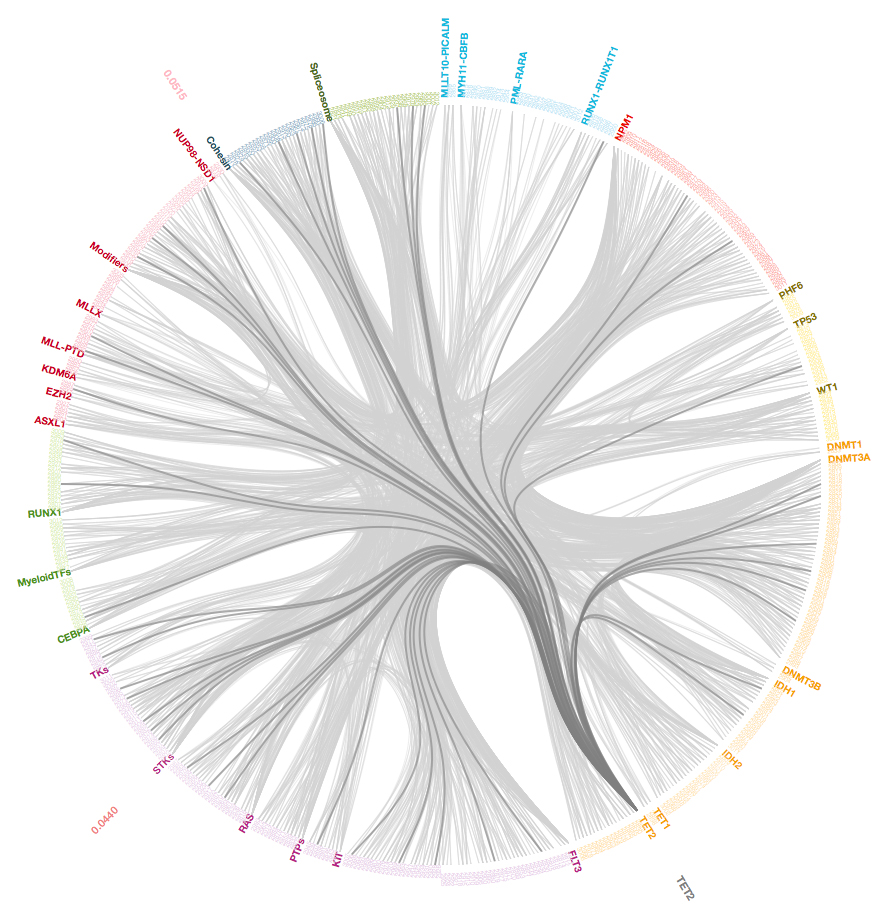 MLLT10-PICALM
MYH11-CBFB
PML-RARA
RUNX1-RUNX1T1
NPM1
PHF6
TP53
WT1
DNMT1
DNMT3A
DNMT3B
IDH1
IDH2
TET1
TET2
TET2
FLT3
KIT
PTPs
RAS
0.0440
STKs
TKs
CEBPA
MyeloidTFs
RUNX1
ASXL1
EZH2
KDM6A
MLL-PTD
MLLX
Modifiers
NUP98-NSD1
0.0515
Cohesin
Spliceosome